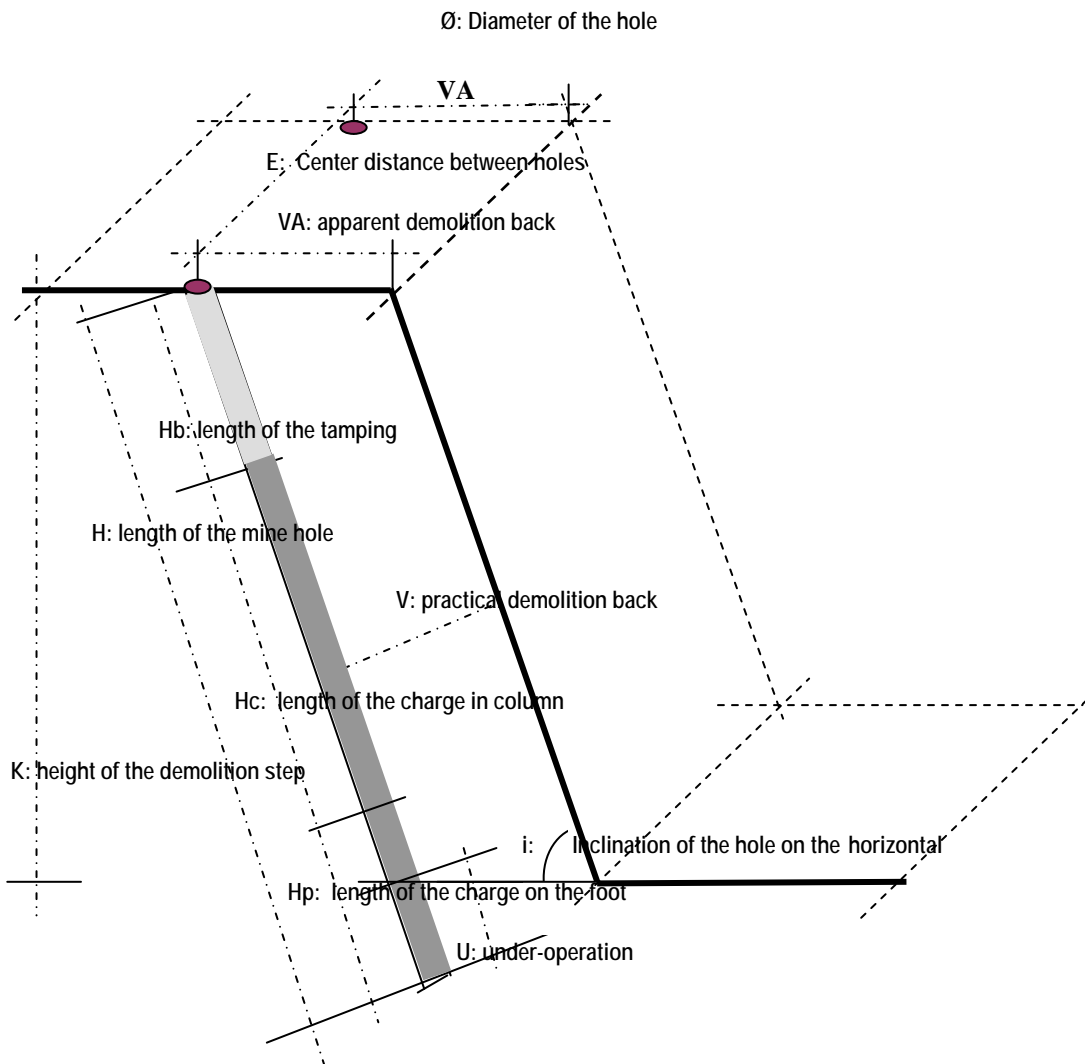 Ø: Diameter of the hole
VA
E: Center distance between holes
VA: apparent demolition back
Hb: length of the tamping
H: length of the mine hole
V: practical demolition back
Hc: length of the charge in column
K: height of the demolition step
i: Inclination of the hole on the horizontal
Hp: length of the charge on the foot
U: under-operation